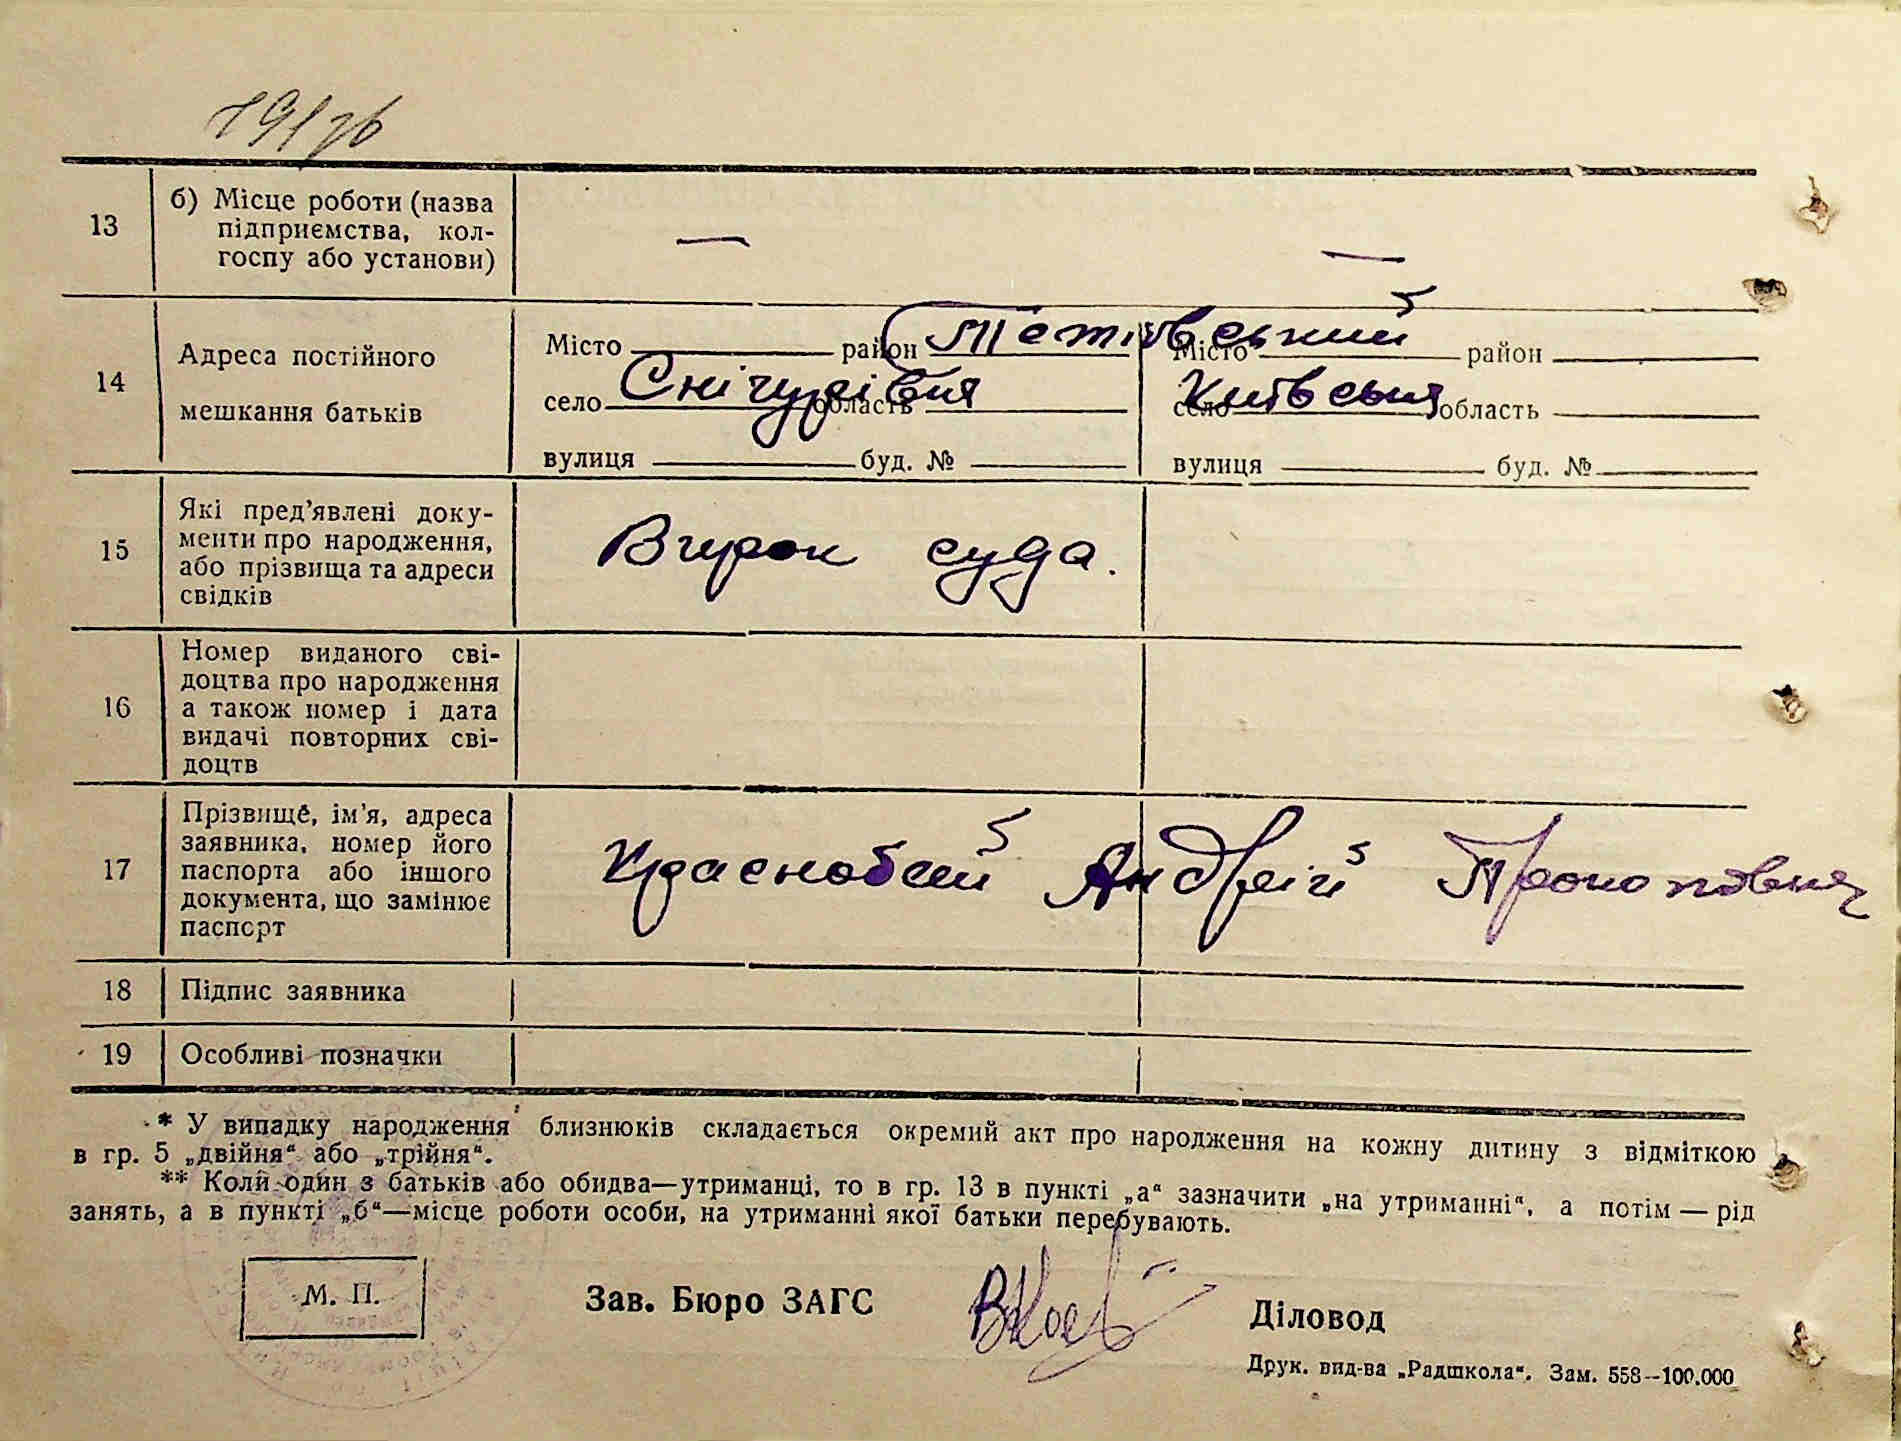 13 б) Місце роботи (назва
підприємства, кол-
госпу або установи) — —
Тетіївський
14 Адреса постійного Місто район Місто район
Снігурівка Київська
мешкання батьків село область село область
вулиця буд. № вулиця буд. №
15 Які пред’явлені доку-
менти про народження,
або прізвища та адреси
свідків
суда.
16 Номер виданого сві-
доцтва про народження
а також номер і дата
видачі повторних сві-
доцтв
17 Прізвище, ім’я, адреса
заявника, номер його
паспорта або іншого
документа, що замінює
паспорт
Краснобай Андрій
18 Підпис заявника
19 Особливі позначки
* У випадку народження близнюків складається окремий акт про народження на кожну дитину з відміткою
в гр. 5 „двійня“ або „трійня“.
** Коли один з батьків або обидва—утриманці, то в гр. 13 в пункті „а“ зазначити „на утриманні“, а потім — рід
занять, а в пункті „б“—місце роботи особи, на утриманні якої батьки перебувають.
М. П. Зав. Бюро ЗАГС Діловод
Друк. вид-ва „Радшкола“. Зам. 558—100.000